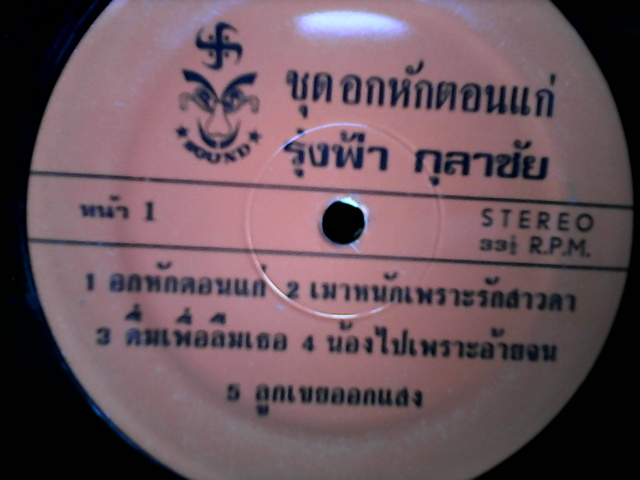 ชุด อกหักตอนแก่
SOUND
รุ่งฟ้า กุลาชัย
หน้า 1
STEREO
33⅓ R.P.M.
1 อกหักตอนแก่ 2 เมาหนักเพราะรักสาวดา
3 ดื่มเพื่อลืมเธอ 4 น้องไปเพราะอ้ายจน
5 ลูกเขยออกแสง